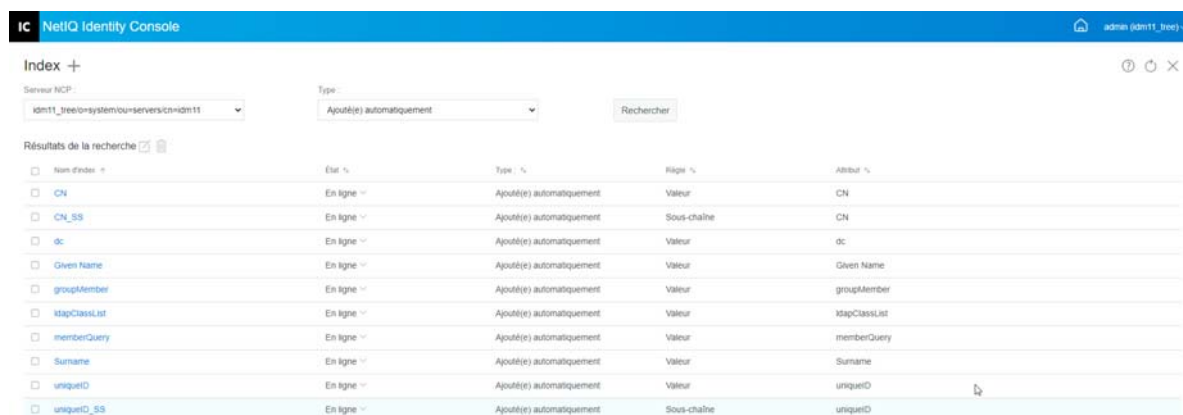 IC NetIQ Identity Console admin (idm11_tree)
Index
Serveur NCP : Type :
idm11_tree/o=system/ou=servers/cn=idm11 Ajouté(e) automatiquement Rechercher
Résultats de la recherche
Nom d'index État Type : Règle Attribut
CN En ligne Ajouté(e) automatiquement Valeur CN
CN_SS En ligne Ajouté(e) automatiquement Sous-chaîne CN
dc En ligne Ajouté(e) automatiquement Valeur dc
Given Name En ligne Ajouté(e) automatiquement Valeur Given Name
groupMember En ligne Ajouté(e) automatiquement Valeur groupMember
ldapClassList En ligne Ajouté(e) automatiquement Valeur ldapClassList
memberQuery En ligne Ajouté(e) automatiquement Valeur memberQuery
Surname En ligne Ajouté(e) automatiquement Valeur Surname
uniqueID En ligne Ajouté(e) automatiquement Valeur uniqueID
uniqueID_SS En ligne Ajouté(e) automatiquement Sous-chaîne uniqueID